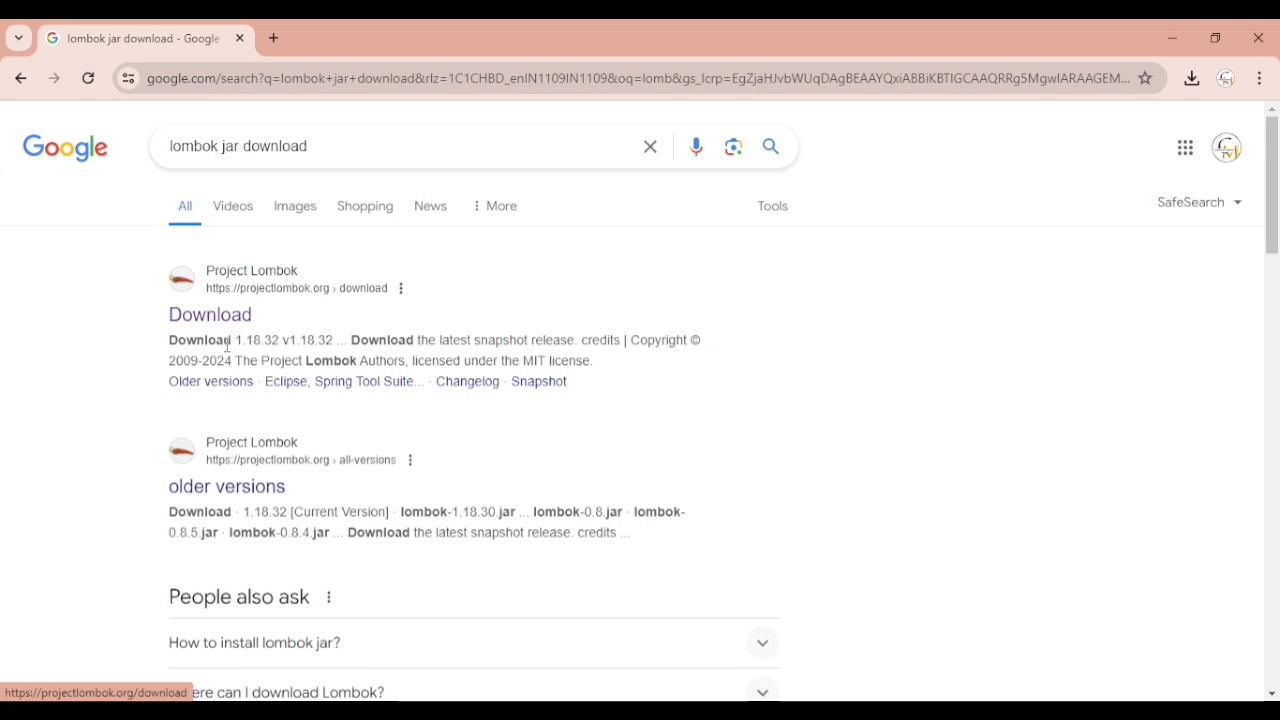 lombok jar download - Google
google.com/search?q=lombok+jar+download&rlz=1C1CHBD_enIN1109IN1109&oq=lomb&gs_lcrp=EgZjaHJvbWUqDAgBEAAYQxiABBiKBTIGCAAQRRg5MgwIARAAGEM...
Google
lombok jar download
All Videos Images Shopping News More Tools
SafeSearch
Project Lombok
https://projectlombok.org › download
Download
Download 1.18.32 v1.18.32 ... Download the latest snapshot release. credits | Copyright ©
2009-2024 The Project Lombok Authors, licensed under the MIT license.
Older versions · Eclipse, Spring Tool Suite... · Changelog · Snapshot
Project Lombok
https://projectlombok.org › all-versions
older versions
Download · 1.18.32 [Current Version] · lombok-1.18.30.jar ... lombok-0.8.jar · lombok-
0.8.5.jar · lombok-0.8.4.jar ... Download the latest snapshot release. credits ...
People also ask
How to install lombok jar?
ere can I download Lombok?
https://projectlombok.org/download